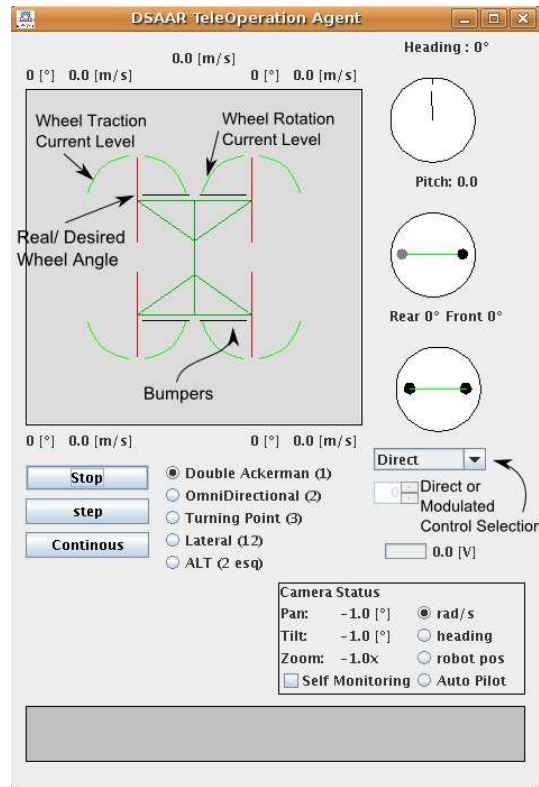 DSAAR TeleOperation Agent
0.0 [m/s]
Heading : 0°
0 [°] 0.0 [m/s]
0 [°] 0.0 [m/s]
Wheel Traction
Current Level
Wheel Rotation
Current Level
Pitch: 0.0
Real/ Desired
Wheel Angle
Rear 0° Front 0°
Bumpers
0 [°] 0.0 [m/s]
0 [°] 0.0 [m/s]
Direct
Stop
step
Continous
Double Ackerman (1)
OmniDirectional (2)
Turning Point (3)
Lateral (12)
ALT (2 esq)
0
Direct or
Modulated
Control Selection
0.0 [V]
Camera Status
Pan: -1.0 [°] rad/s
Tilt: -1.0 [°] heading
Zoom: -1.0x robot pos
Self Monitoring Auto Pilot